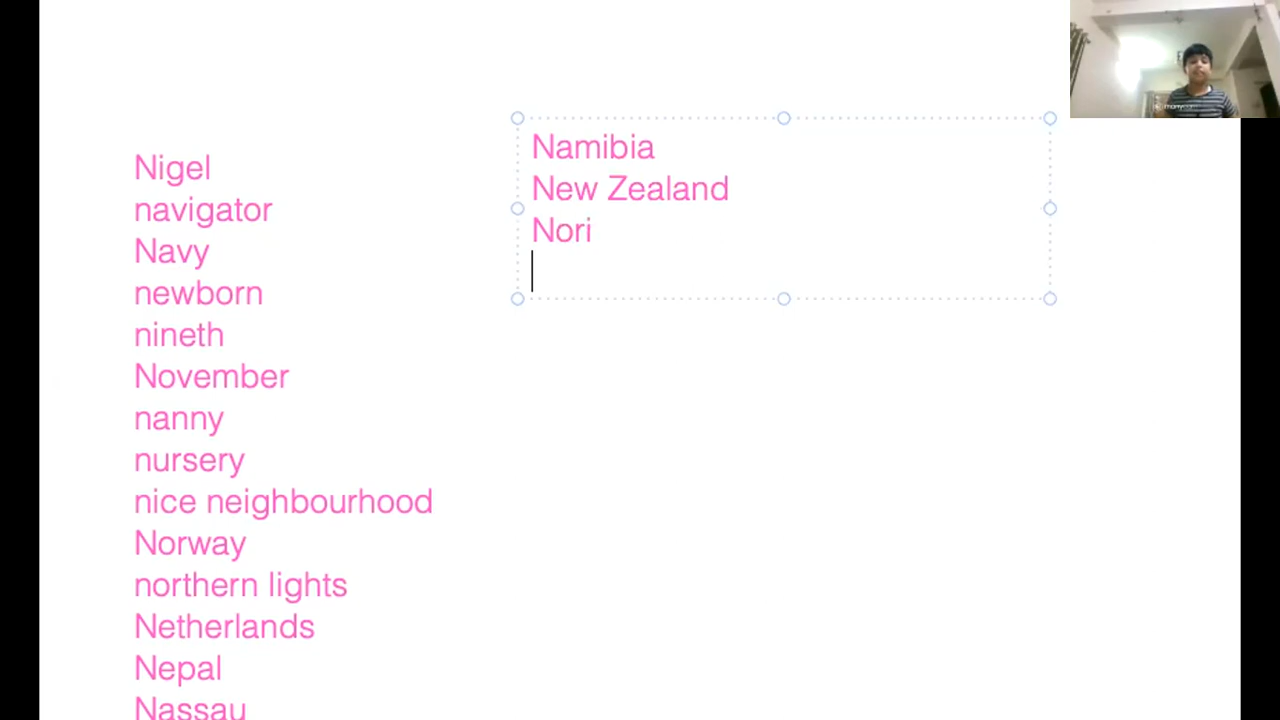 Nigel
navigator
Navy
newborn
nineth
November
nanny
nursery
nice neighbourhood
Norway
northern lights
Netherlands
Nepal
Nassau
Namibia
New Zealand
Nori